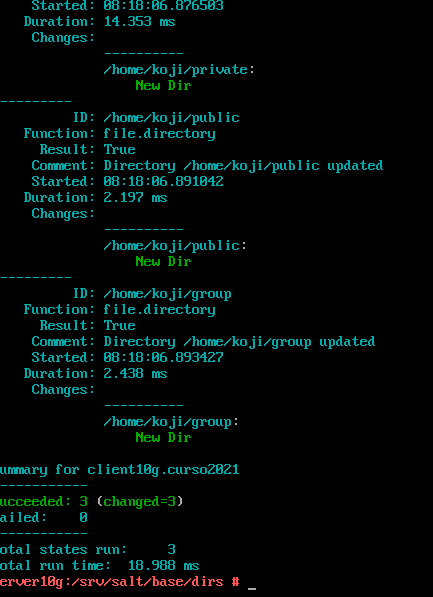 Started: 08:18:06.876503
Duration: 14.353 ms
Changes:
----------
/home/koji/private:
New Dir
---------
ID: /home/koji/public
Function: file.directory
Result: True
Comment: Directory /home/koji/public updated
Started: 08:18:06.891042
Duration: 2.197 ms
Changes:
----------
/home/koji/public:
New Dir
---------
ID: /home/koji/group
Function: file.directory
Result: True
Comment: Directory /home/koji/group updated
Started: 08:18:06.893427
Duration: 2.438 ms
Changes:
----------
/home/koji/group:
New Dir
ummary for client10g.curso2021
-----------
ucceeded: 3 (changed=3)
ailed: 0
-----------
otal states run: 3
otal run time: 18.988 ms
erver10g:/srv/salt/base/dirs # _